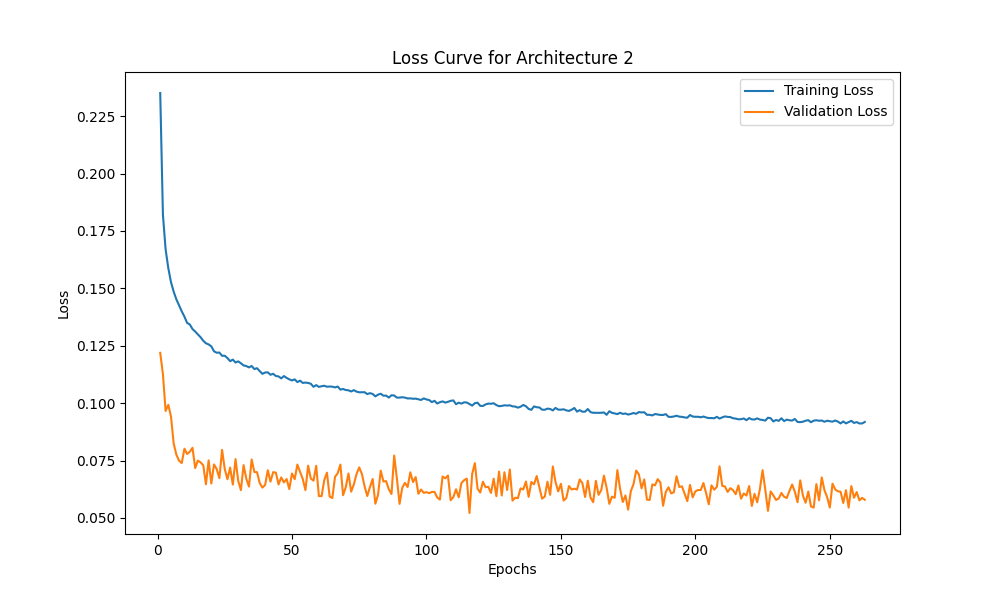 Loss Curve for Architecture 2
Training Loss
Validation Loss
0.225
0.200
0.175
0.150
0.125
0.100
0.075
0.050
Loss
0 50 100 150 200 250
Epochs